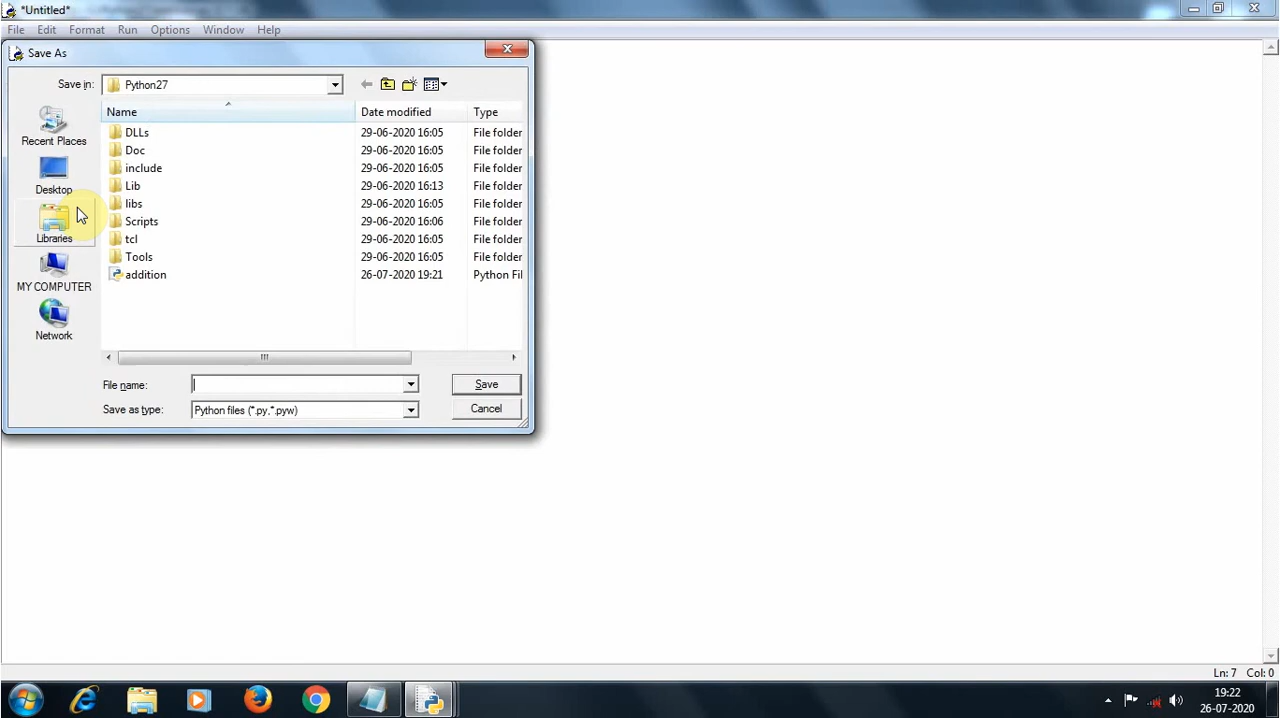 *Untitled*
File Edit Format Run Options Window Help
Save As
Save in: Python27
Name Date modified Type
DLLs 29-06-2020 16:05 File folder
Doc 29-06-2020 16:05 File folder
include 29-06-2020 16:05 File folder
Lib 29-06-2020 16:13 File folder
libs 29-06-2020 16:05 File folder
Scripts 29-06-2020 16:06 File folder
tcl 29-06-2020 16:05 File folder
Tools 29-06-2020 16:05 File folder
addition 26-07-2020 19:21 Python Fil
Recent Places
Desktop
Libraries
MY COMPUTER
Network
File name: Save
Save as type: Python files (*.py,*.pyw) Cancel
Ln: 7 Col: 0
19:22
26-07-2020